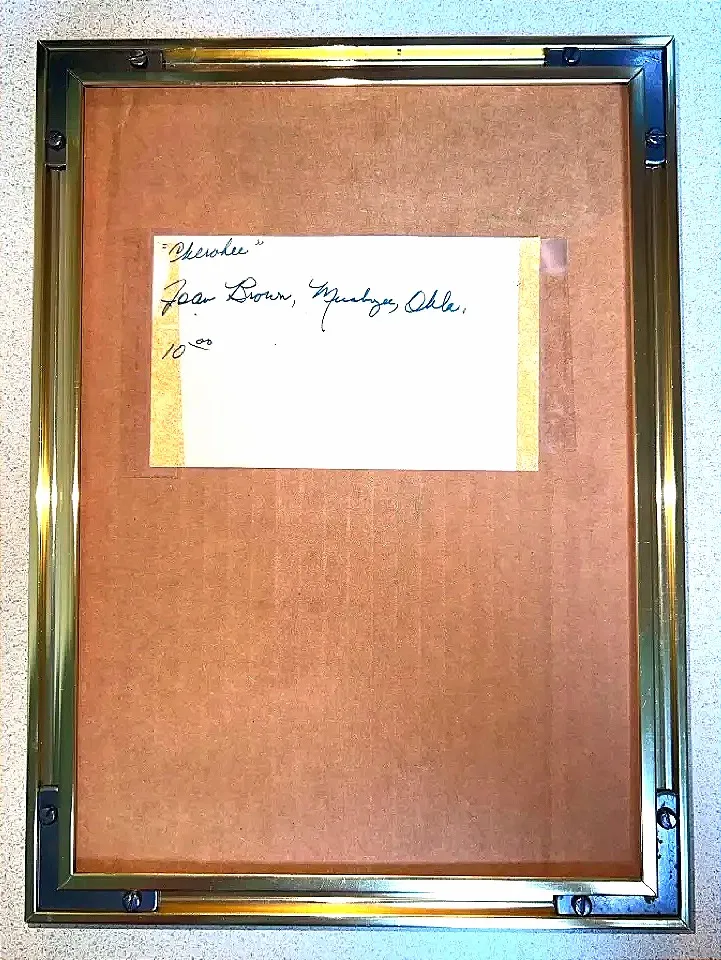 "Cherokee"
Joan Brown, Muskogee, Okla.
10.00